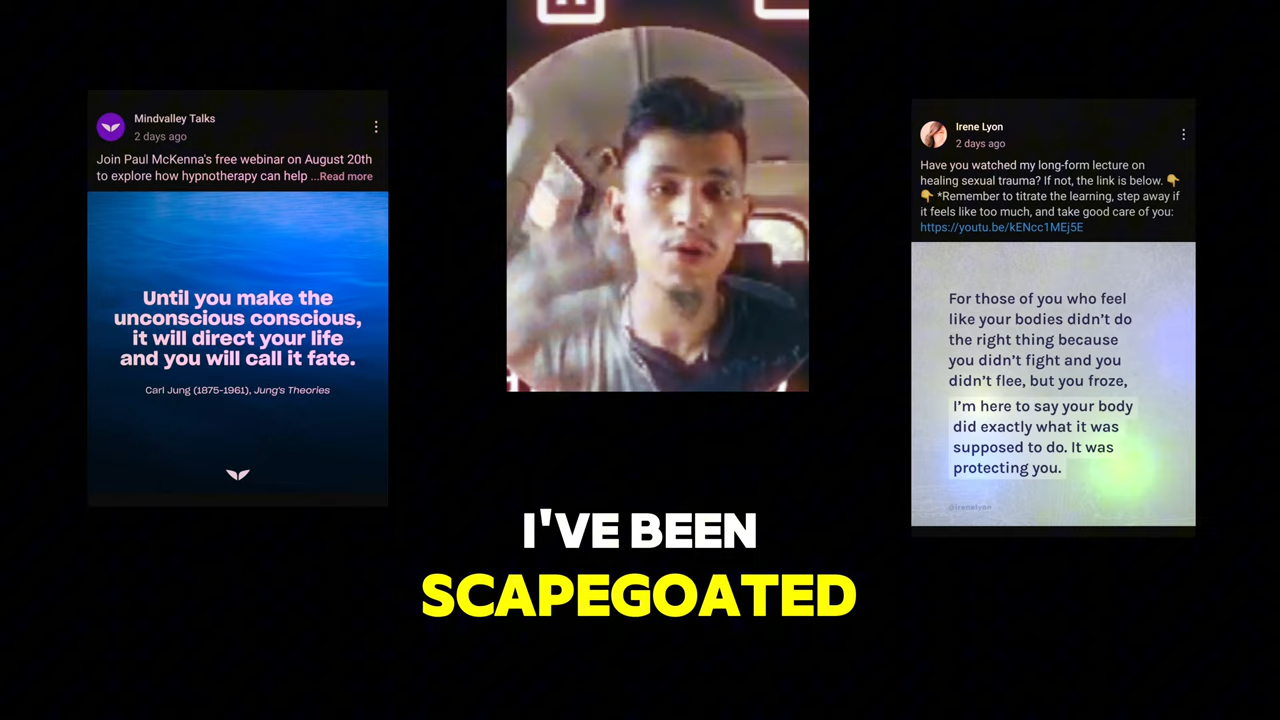 Mindvalley Talks
2 days ago
Join Paul McKenna's free webinar on August 20th
to explore how hypnotherapy can help ...Read more
Until you make the
unconscious conscious,
it will direct your life
and you will call it fate.
Carl Jung (1875-1961), Jung's Theories
I'VE BEEN
SCAPEGOATED
Irene Lyon
2 days ago
Have you watched my long-form lecture on
healing sexual trauma? If not, the link is below. 👇
👇 *Remember to titrate the learning, step away if
it feels like too much, and take good care of you:
https://youtu.be/kENcc1MEj5E
For those of you who feel
like your bodies didn't do
the right thing because
you didn't fight and you
didn't flee, but you froze,
I'm here to say your body
did exactly what it was
supposed to do. It was
protecting you.
@irenelyon